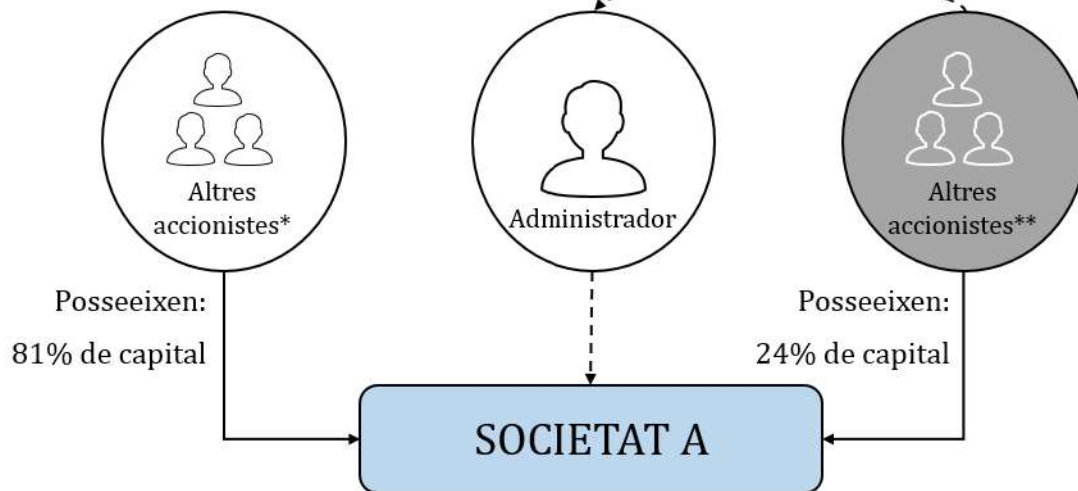 Altres
accionistes*
Administrador
Altres
accionistes**
Posseeixen:
81% de capital
Posseeixen:
24% de capital
SOCIETAT A